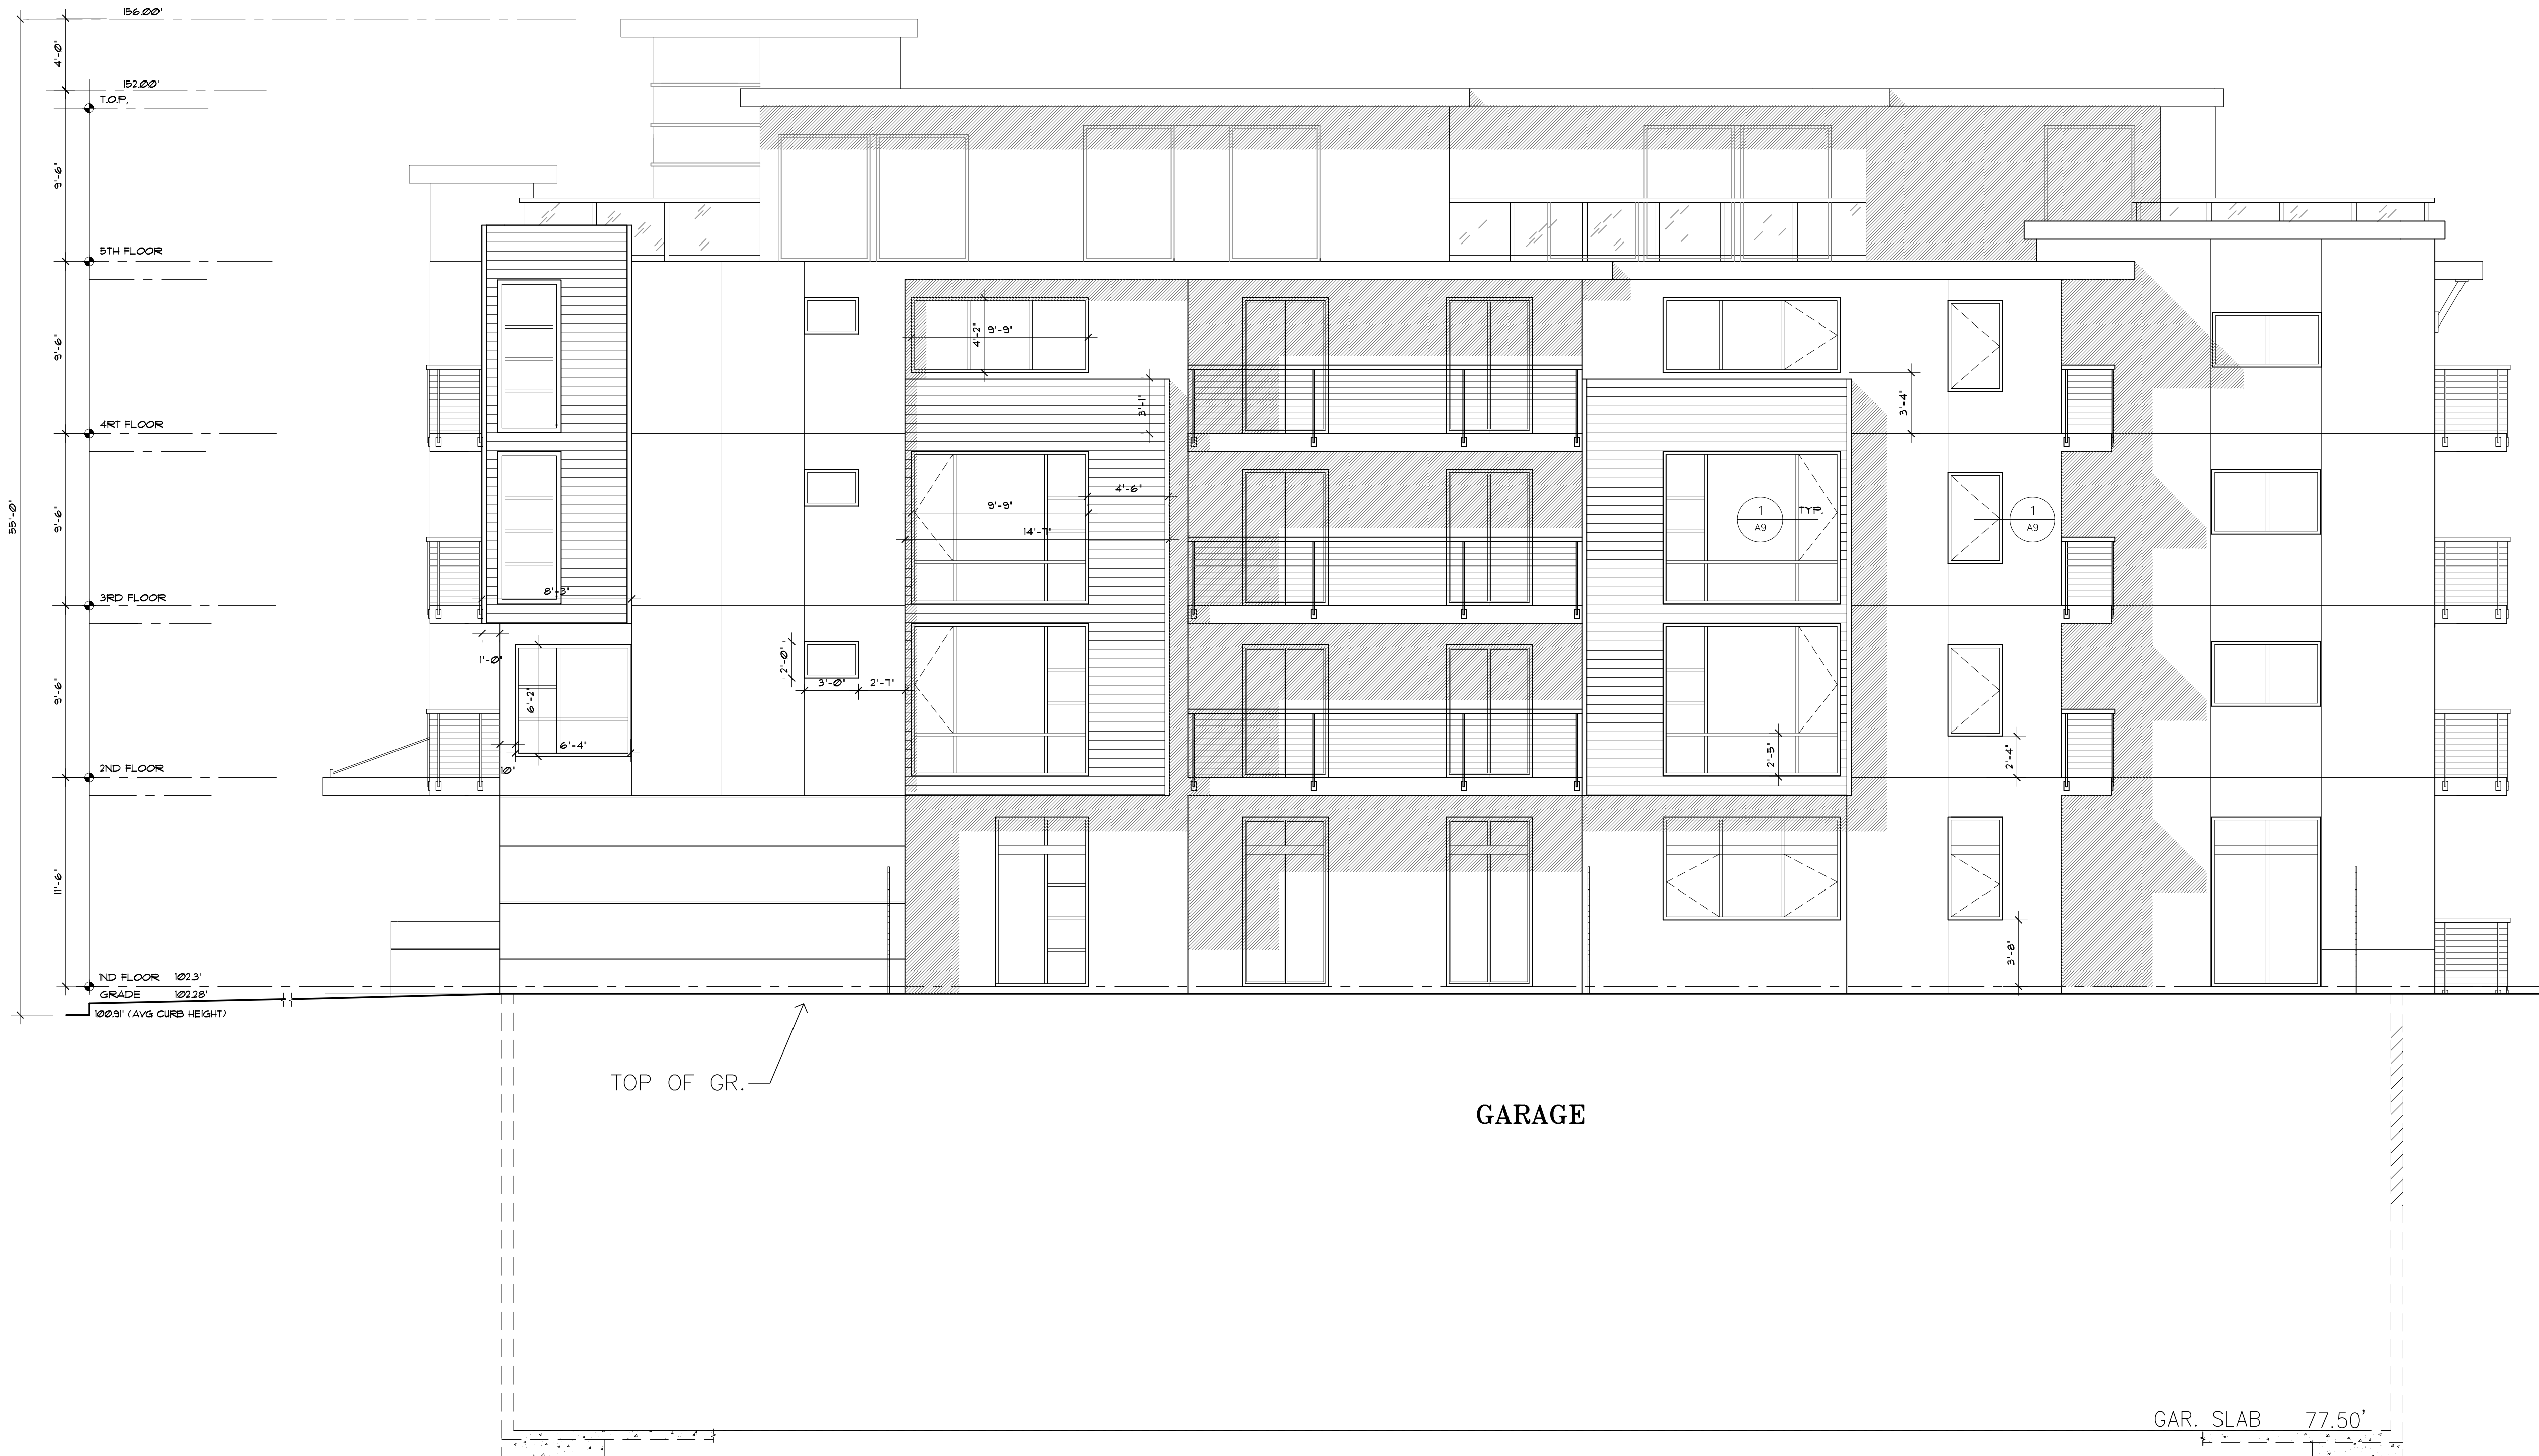 156.00'
4'-0"
152.00'
T.O.P.
9'-6"
5TH FLOOR
9'-6"
4RT FLOOR
9'-6"
55'-0"
3RD FLOOR
9'-6"
2ND FLOOR
11'-6"
1ND FLOOR 102.3'
GRADE 102.28'
100.91' (AVG CURB HEIGHT)
4'-2"
9'-9"
3'-1"
3'-4"
4'-6"
9'-9"
14'-7"
1
A9
TYP.
1
A9
8'-3"
1'-0"
2'-0"
3'-0"
2'-7"
6'-2"
6'-4"
10"
2'-5"
2'-4"
3'-8"
TOP OF GR.
GARAGE
GAR. SLAB 77.50'